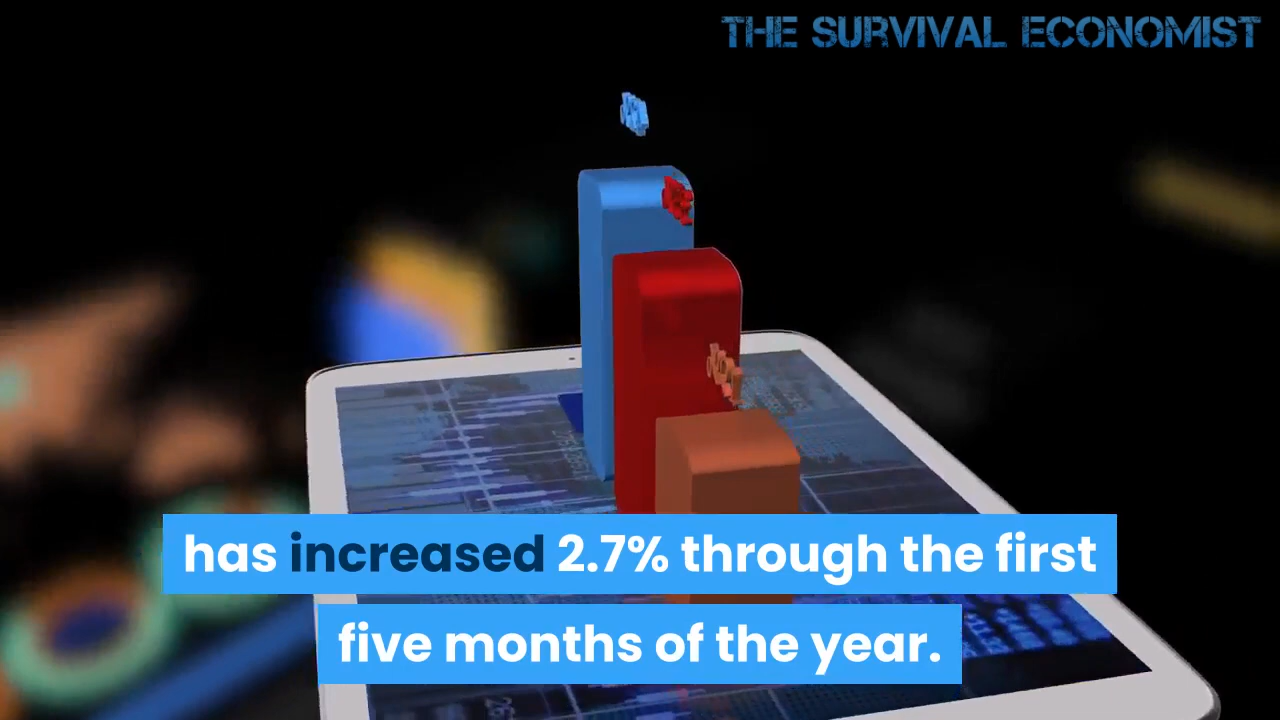 THE SURVIVAL ECONOMIST
has increased 2.7% through the first
five months of the year.